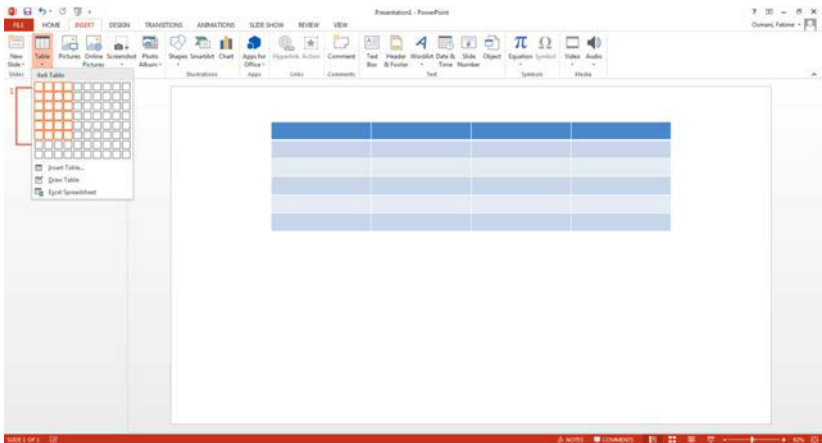 Presentation1 - PowerPoint
FILE HOME INSERT DESIGN TRANSITIONS ANIMATIONS SLIDE SHOW REVIEW VIEW Osmani, Fatime
New Slide Table Pictures Online Pictures Screenshot Photo Album Shapes SmartArt Chart Apps for Office Hyperlink Action Comment Text Box Header & Footer WordArt Date & Time Slide Number Object Equation Symbol Video Audio
Slides Illustrations Apps Links Comments Text Symbols Media
4x6 Table
1
Insert Table...
Draw Table
Excel Spreadsheet
SLIDE 1 OF 1 NOTES COMMENTS 92%